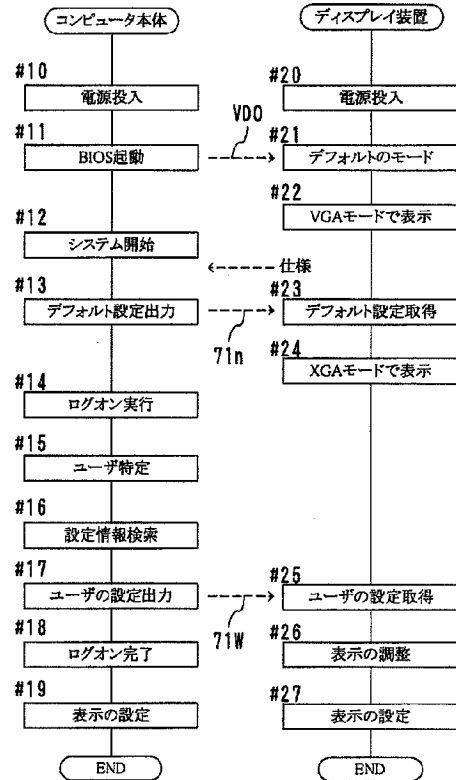 コンピュータ本体
ディスプレイ装置
#10
電源投入
#20
電源投入
#11
BIOS起動
VDO
#21
デフォルトのモード
#22
VGAモードで表示
#12
システム開始
仕様
#13
デフォルト設定出力
71n
#23
デフォルト設定取得
#24
XGAモードで表示
#14
ログオン実行
#15
ユーザ特定
#16
設定情報検索
#17
ユーザの設定出力
71W
#25
ユーザの設定取得
#18
ログオン完了
#26
表示の調整
#19
表示の設定
#27
表示の設定
END
END